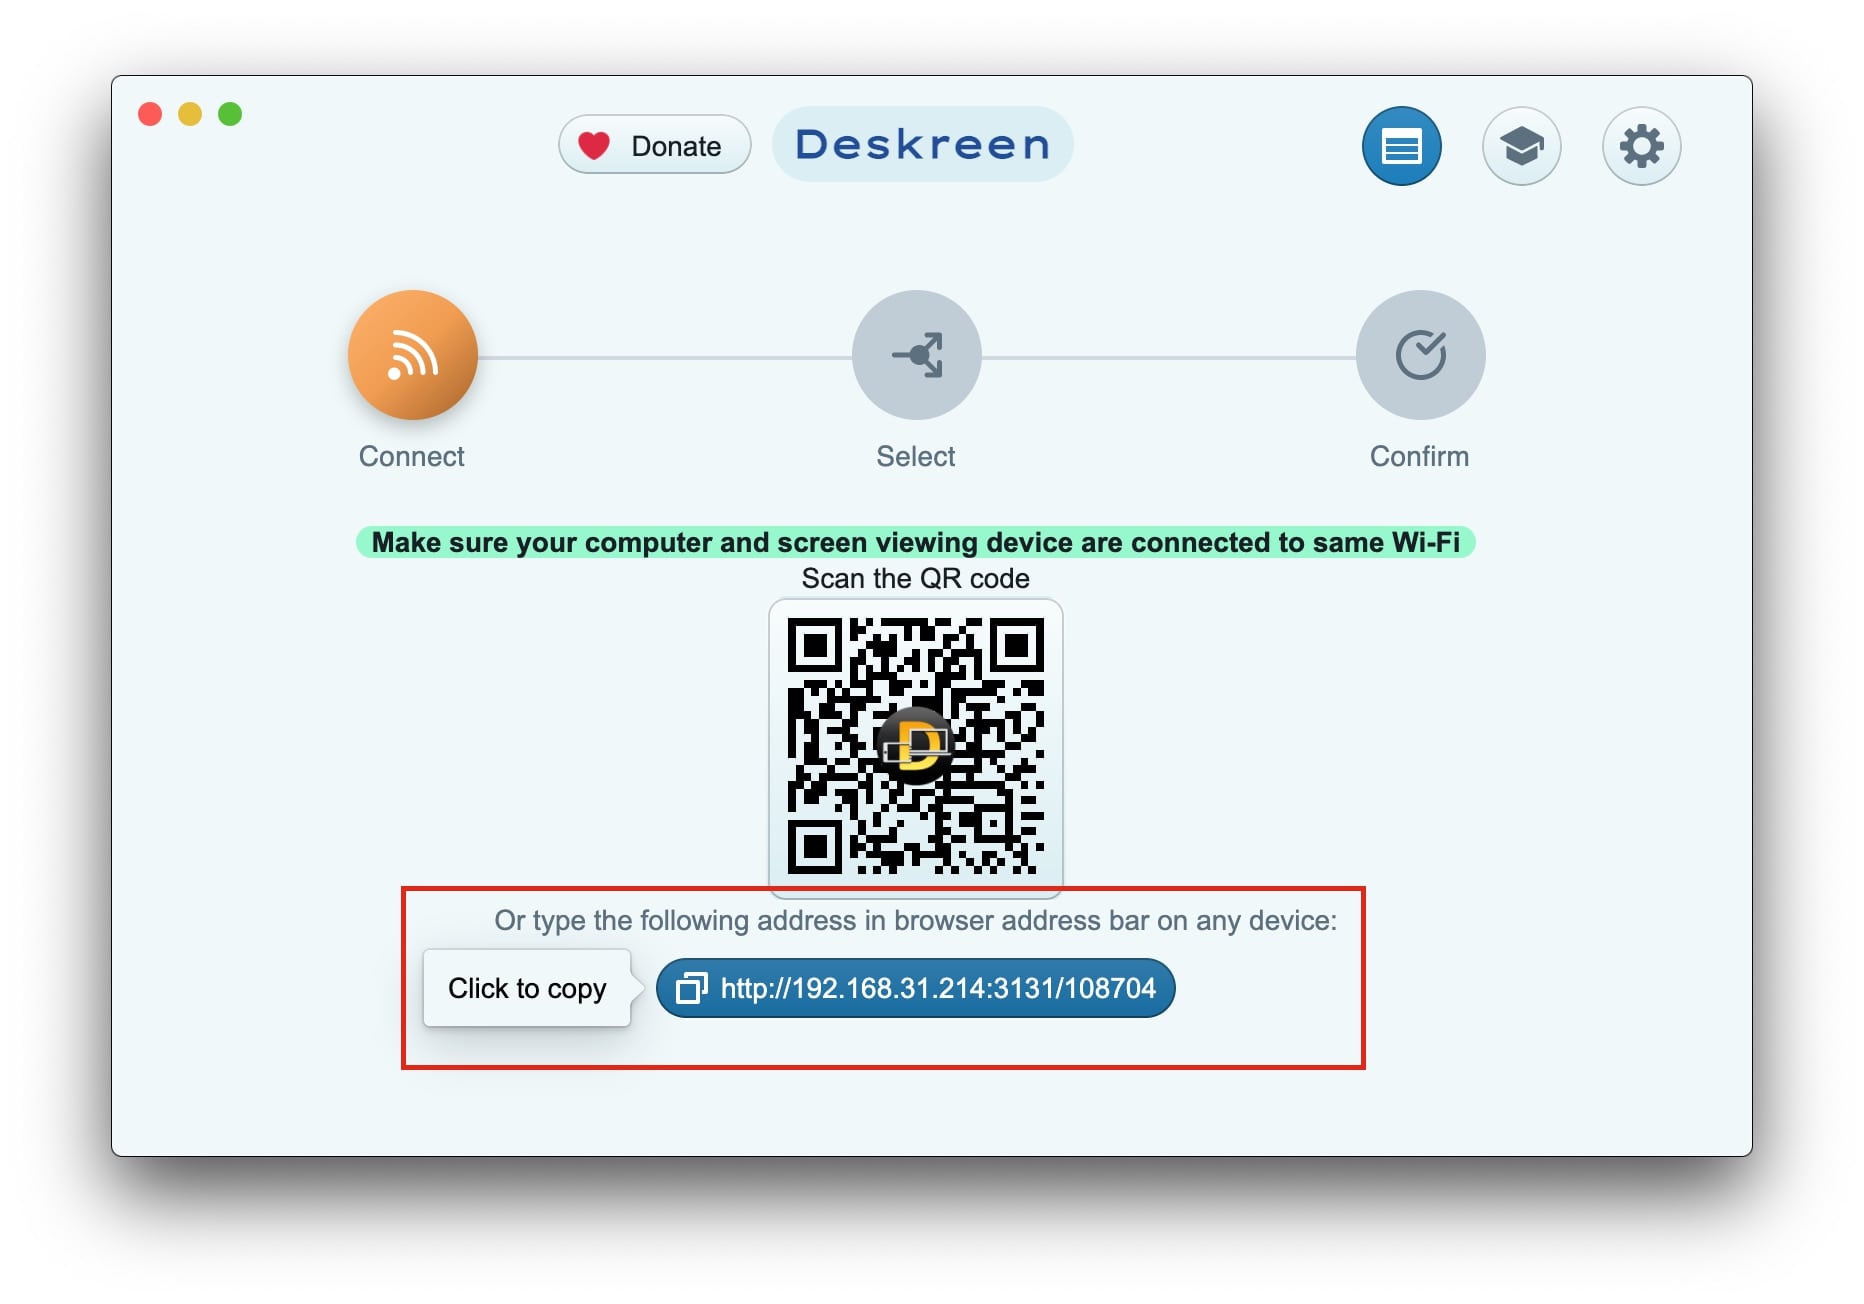 Donate
Deskreen
Connect
Select
Confirm
Make sure your computer and screen viewing device are connected to same Wi-Fi
Scan the QR code
D
Or type the following address in browser address bar on any device:
Click to copy
http://192.168.31.214:3131/108704